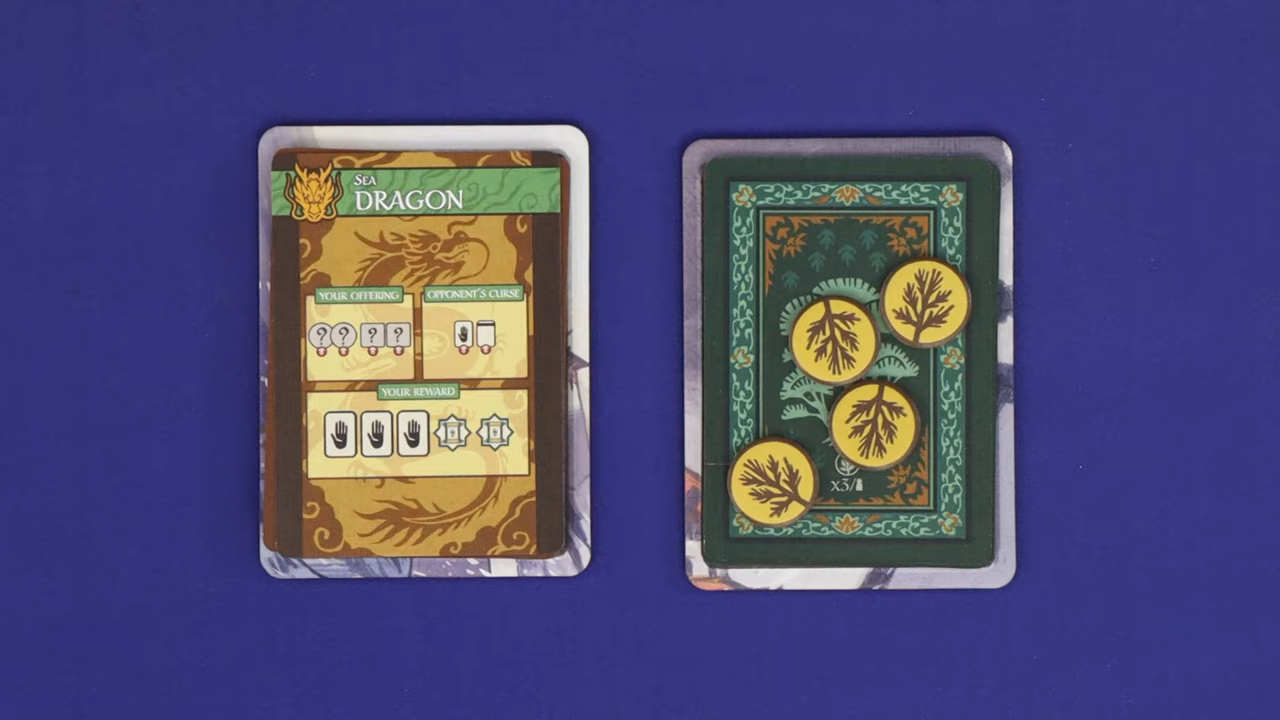 SEA
DRAGON
YOUR OFFERING
OPPONENT'S CURSE
? ? ? ?
YOUR REWARD
x3/